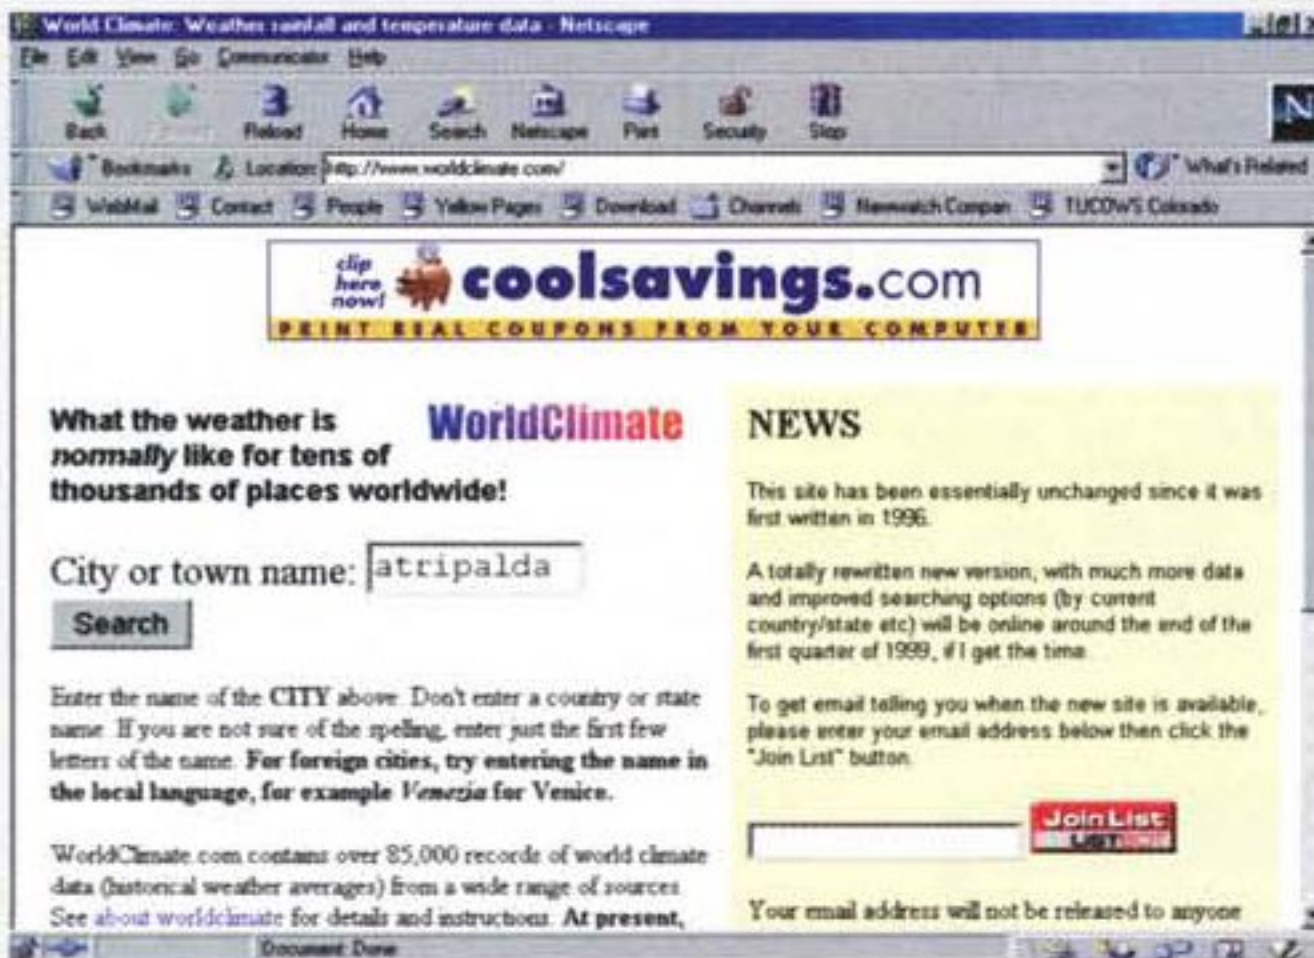 World Climate: Weather rainfall and temperature data - Netscape
File Edit View Go Communicator Help
Back Reload Home Search Netscape Print Security Stop
N
Bookmarks Location: http://www.worldclimate.com/ What's Related
WebMail Contact People Yellow Pages Download Channels Newswatch Compan TUCOWS Colorado
clip
here
now!
coolsavings.com
PRINT REAL COUPONS FROM YOUR COMPUTER
What the weather is
normally like for tens of
thousands of places worldwide!
WorldClimate
City or town name: atripalda
Search
Enter the name of the CITY above. Don't enter a country or state
name. If you are not sure of the spelling, enter just the first few
letters of the name. For foreign cities, try entering the name in
the local language, for example Venezia for Venice.
WorldClimate.com contains over 85,000 records of world climate
data (historical weather averages) from a wide range of sources.
See about worldclimate for details and instructions. At present,
NEWS
This site has been essentially unchanged since it was
first written in 1996.
A totally rewritten new version, with much more data
and improved searching options (by current
country/state etc) will be online around the end of the
first quarter of 1999, if I get the time.
To get email telling you when the new site is available,
please enter your email address below then click the
"Join List" button.
Join List
LIST
Your email address will not be released to anyone
Document: Done